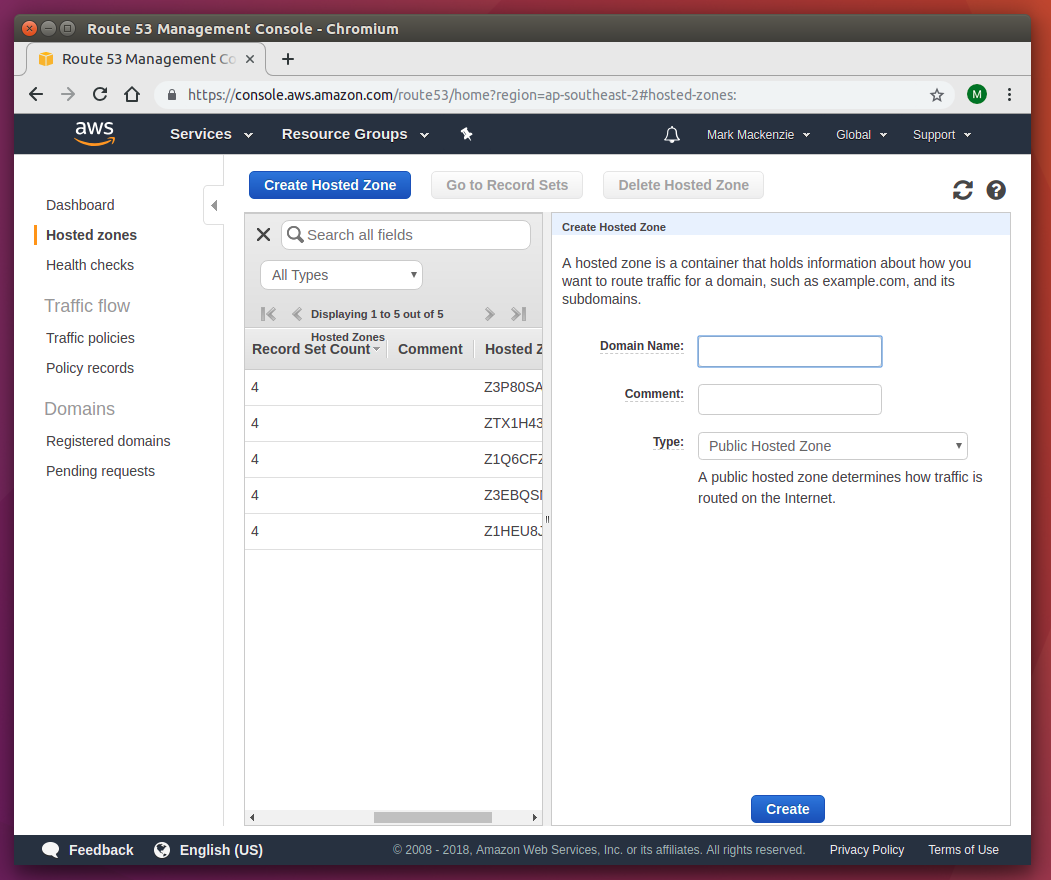 Route 53 Management Console - Chromium
Route 53 Management Co
https://console.aws.amazon.com/route53/home?region=ap-southeast-2#hosted-zones:
M
aws
Services
Resource Groups
Mark Mackenzie
Global
Support
Dashboard
Hosted zones
Health checks
Traffic flow
Traffic policies
Policy records
Domains
Registered domains
Pending requests
Create Hosted Zone
Go to Record Sets
Delete Hosted Zone
Search all fields
All Types
Displaying 1 to 5 out of 5
Hosted Zones
Record Set Count Comment Hosted Z
4 Z3P80SA
4 ZTX1H43
4 Z1Q6CFZ
4 Z3EBQSI
4 Z1HEU8J
Create Hosted Zone
A hosted zone is a container that holds information about how you
want to route traffic for a domain, such as example.com, and its
subdomains.
Domain Name:
Comment:
Type: Public Hosted Zone
A public hosted zone determines how traffic is
routed on the Internet.
Create
Feedback
English (US)
© 2008 - 2018, Amazon Web Services, Inc. or its affiliates. All rights reserved.
Privacy Policy
Terms of Use